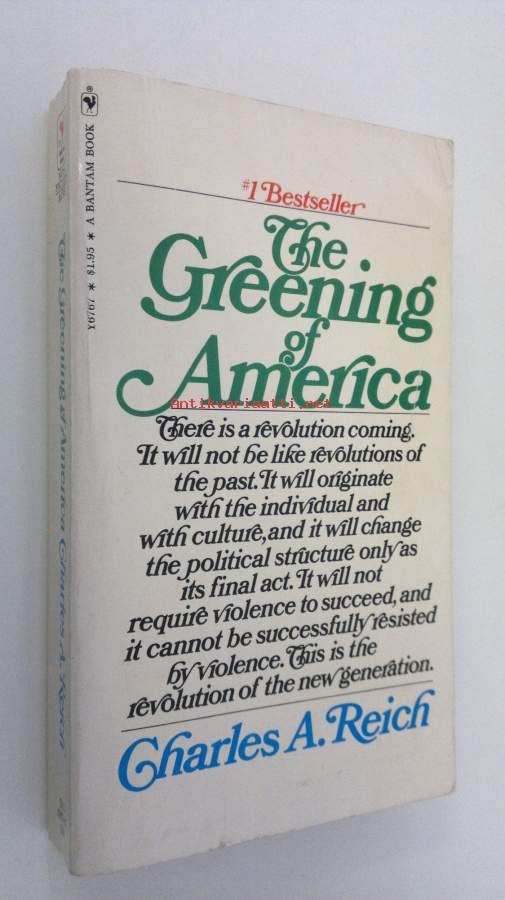 #1 Bestseller
The
Greening
of
America
antikvariaatti.net
There is a revolution coming.
It will not be like revolutions of
the past. It will originate
with the individual and
with culture, and it will change
the political structure only as
its final act. It will not
require violence to succeed, and
it cannot be successfully resisted
by violence. This is the
revolution of the new generation.
Charles A. Reich
Y6767 * $1.95 * A BANTAM BOOK
The Greening of America Charles A. Reich